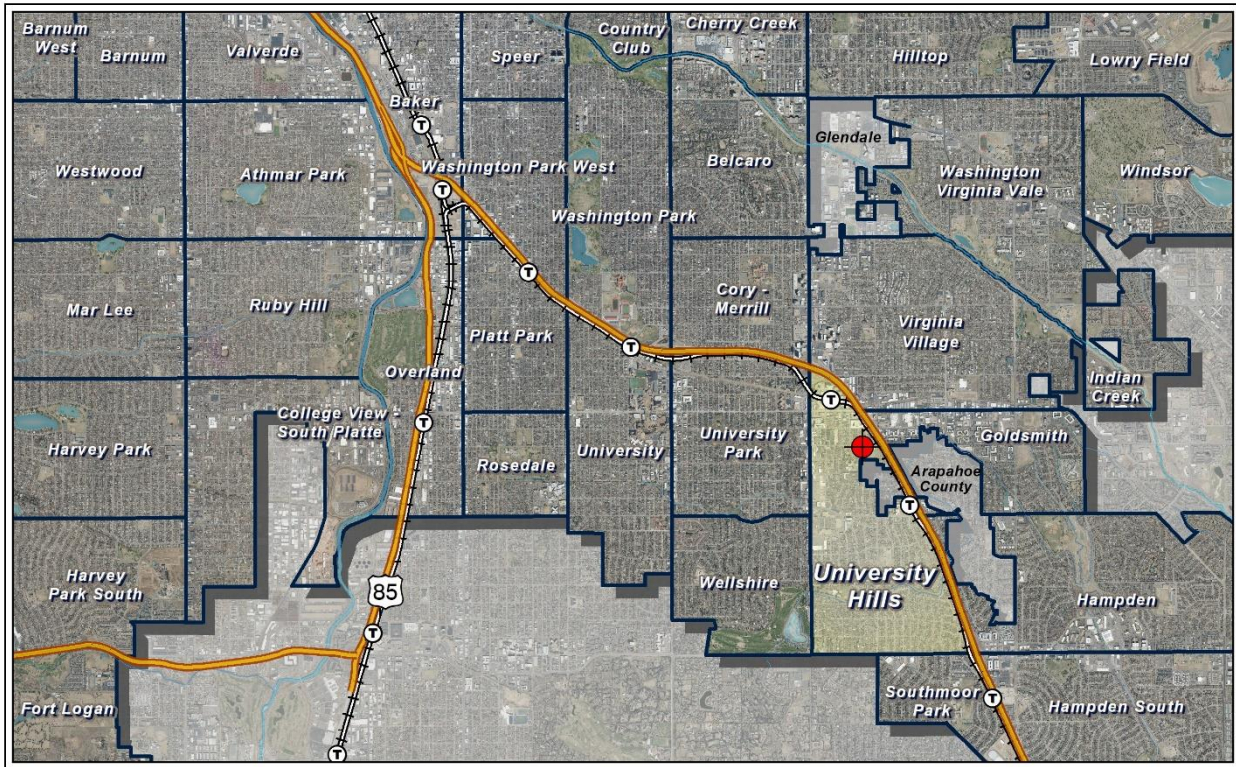 Barnum
West
Barnum
Valverde
Speer
Country
Club
Cherry Creek
Hilltop
Lowry Field
Baker
Westwood
Athmar Park
Washington Park West
Belcaro
Glendale
Washington
Virginia Vale
Windsor
Washington Park
Mar Lee
Ruby Hill
Platt Park
Cory -
Merrill
Virginia
Village
Overland
Indian
Creek
College View -
South Platte
Harvey Park
Rosedale
University
University
Park
Goldsmith
Arapahoe
County
Harvey
Park South
85
Wellshire
University
Hills
Hampden
Fort Logan
Southmoor
Park
Hampden South
T
T
T
T
T
T
T
T
T
T